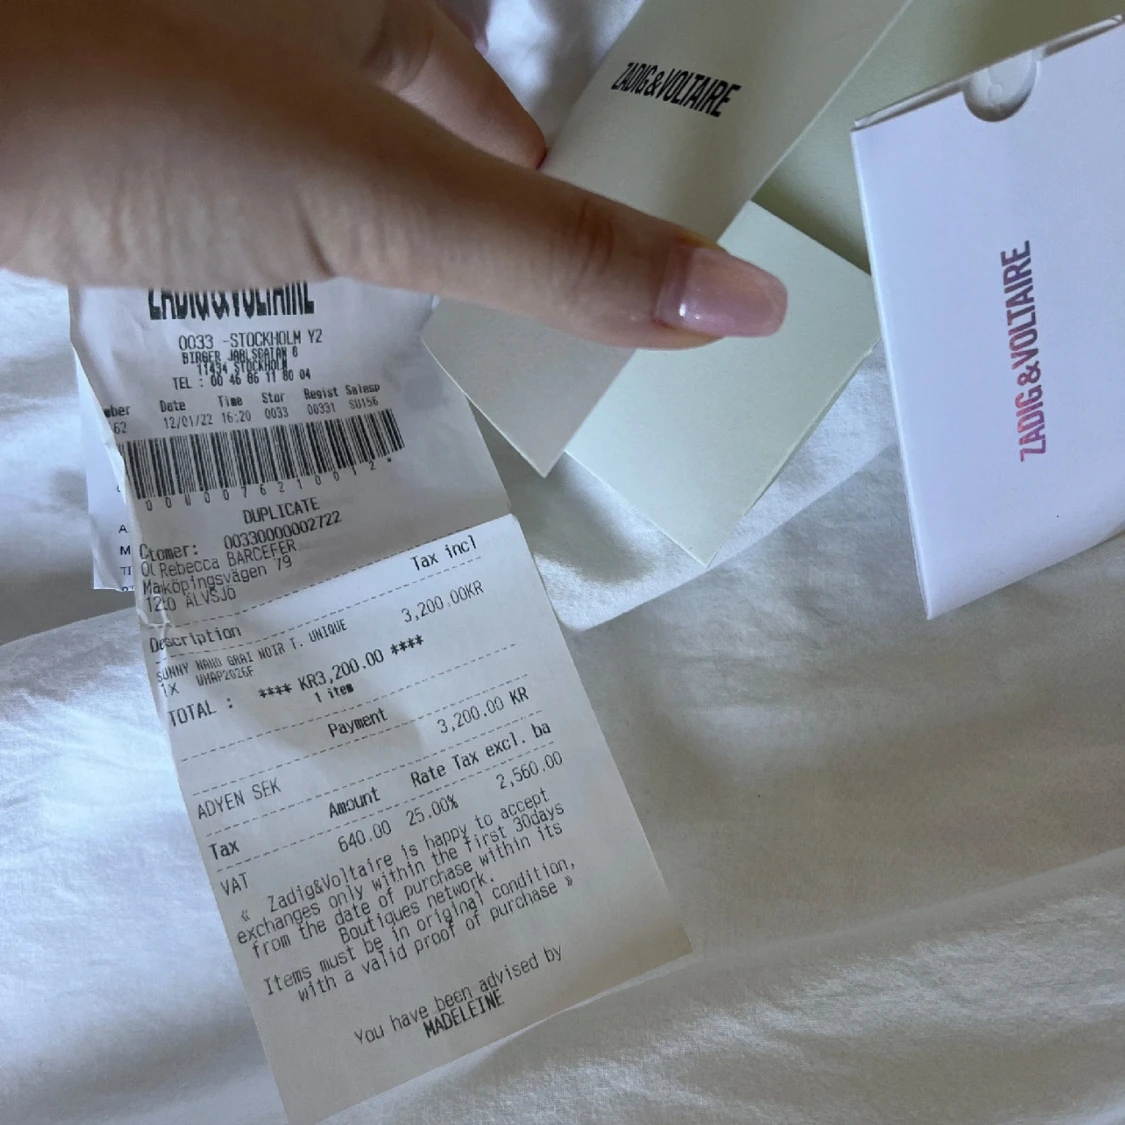 ZADIG&VOLTAIRE
ZADIG&VOLTAIRE
ZADIG&VOLTAIRE
0033 -STOCKHOLM Y2
BIRGER JARLSGATAN 6
11434 STOCKHOLM
TEL : 00 46 86 11 80 04
Date Time Stor Regist Salesp
62 12/01/22 16:20 0033 00331 SU156
DUPLICATE
00330000002722
Rebecca BARCEFER
köpingsvägen 79
ÄLVSJÖ
Tax incl
Description
SUNNY NANO GRAI NOIR T. UNIQUE 3,200.00KR
1X WHAP2026F
TOTAL : **** KR3,200.00 ****
1 item
Payment
ADYEN SEK 3,200.00 KR
Tax Amount Rate Tax excl. ba
VAT 640.00 25.00% 2,560.00
« Zadig&Voltaire is happy to accept
exchanges only within the first 30days
from the date of purchase within its
Boutiques network.
Items must be in original condition,
with a valid proof of purchase »
You have been advised by
MADELEINE